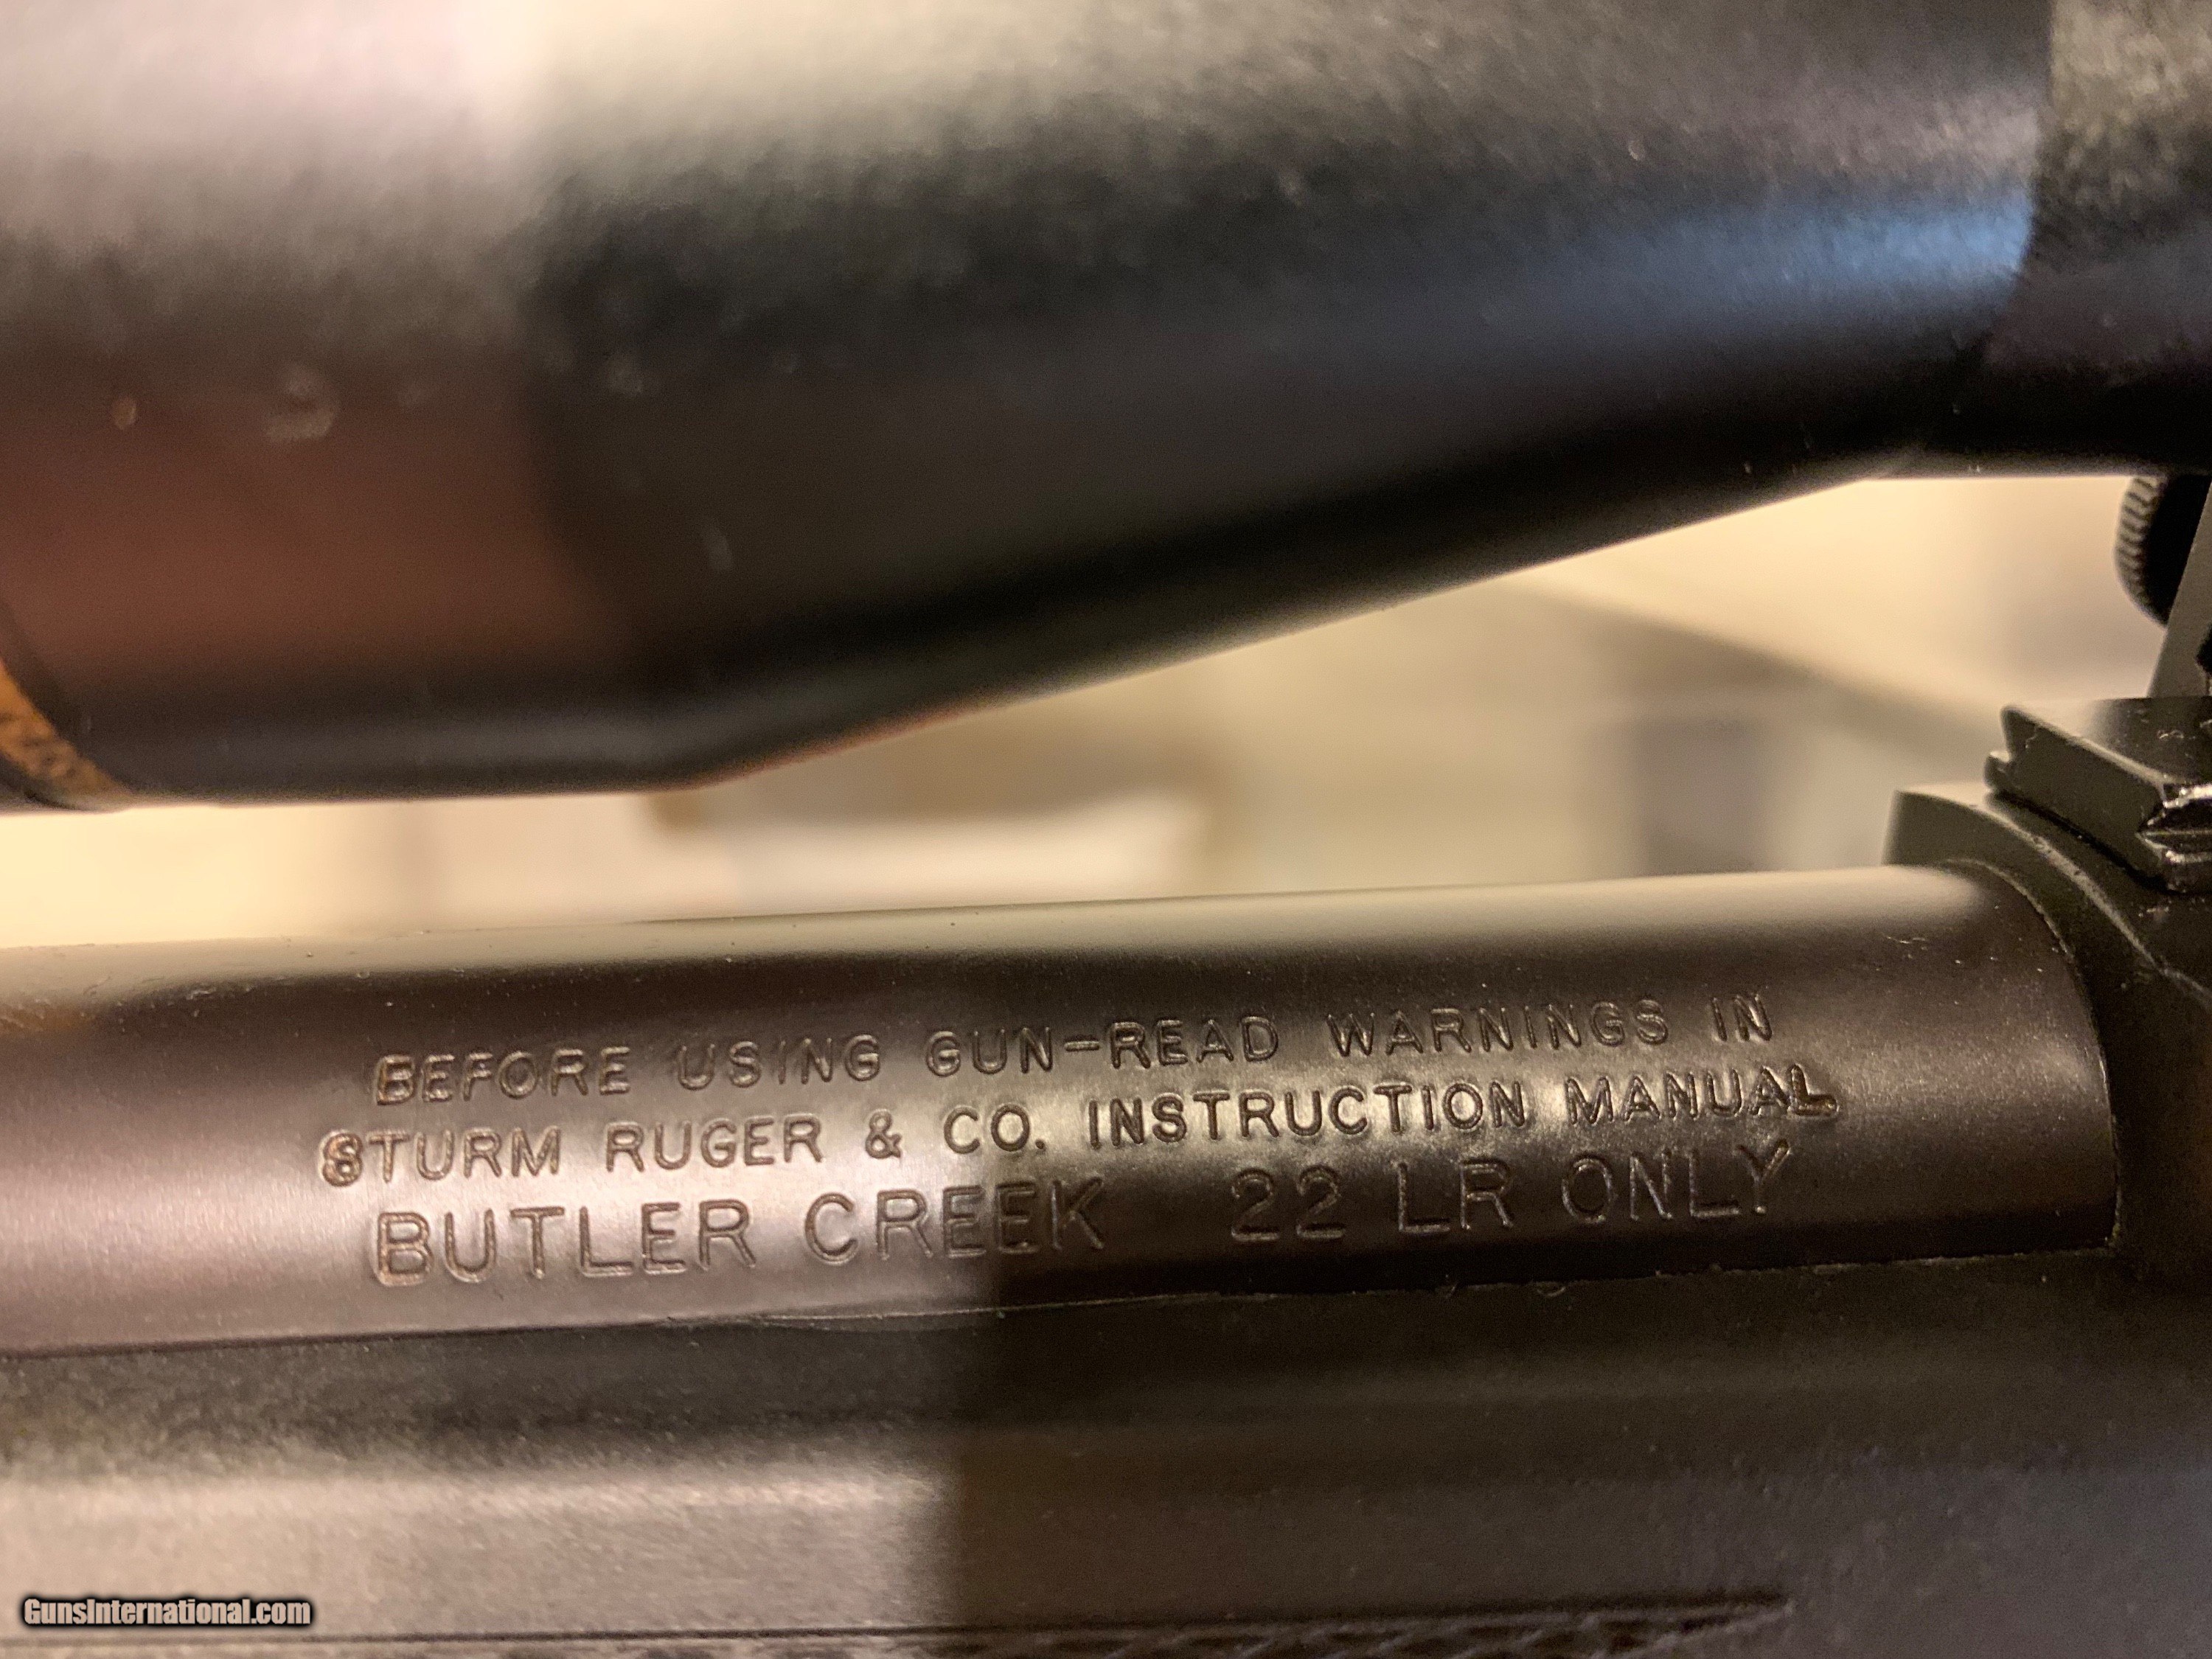 BEFORE USING GUN-READ WARNINGS IN
STURM RUGER & CO. INSTRUCTION MANUAL
BUTLER CREEK 22 LR ONLY
GunsInternational.com